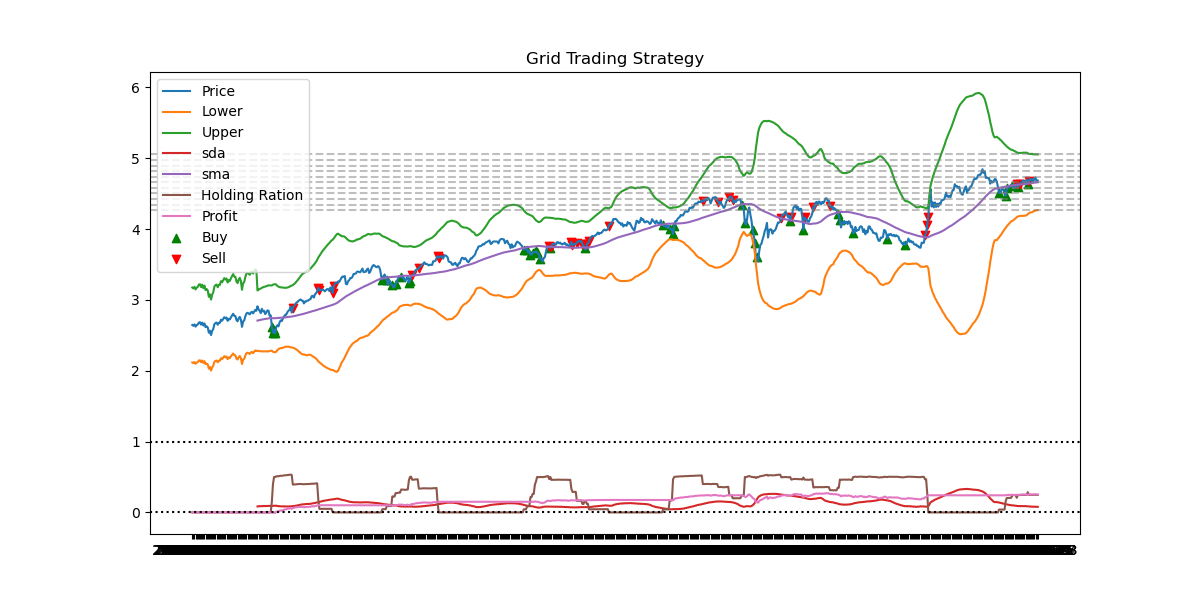 Grid Trading Strategy
6
5
4
3
2
1
0
Price
Lower
Upper
sda
sma
Holding Ration
Profit
Buy
Sell